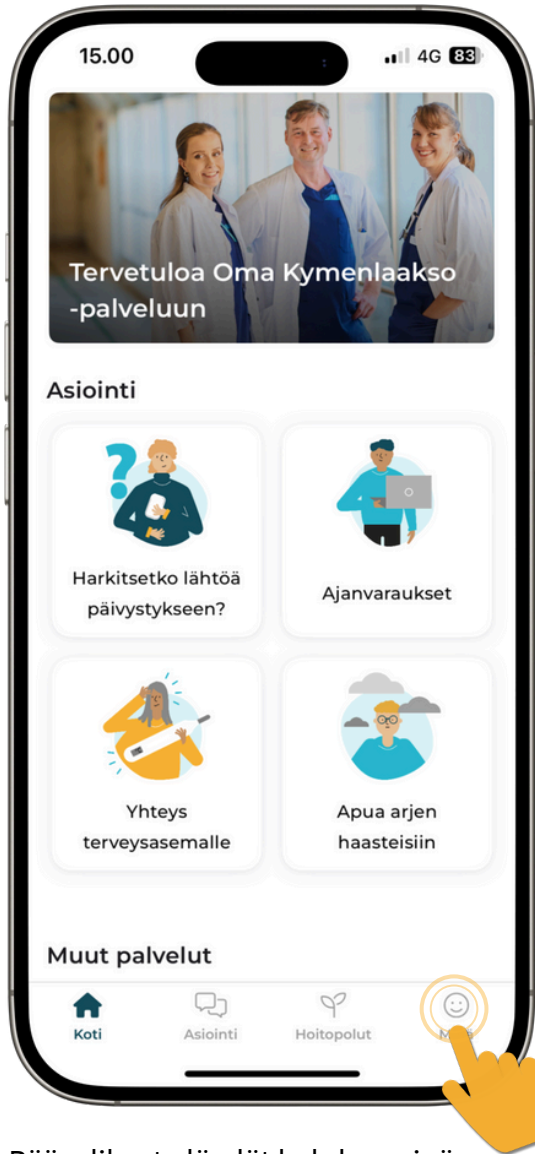 15.00
4G 83
Tervetuloa Oma Kymenlaakso
-palveluun
Asiointi
Harkitsetko lähtöä
päivystykseen?
Ajanvaraukset
Yhteys
terveysasemalle
Apua arjen
haasteisiin
Muut palvelut
Koti
Asiointi
Hoitopolut